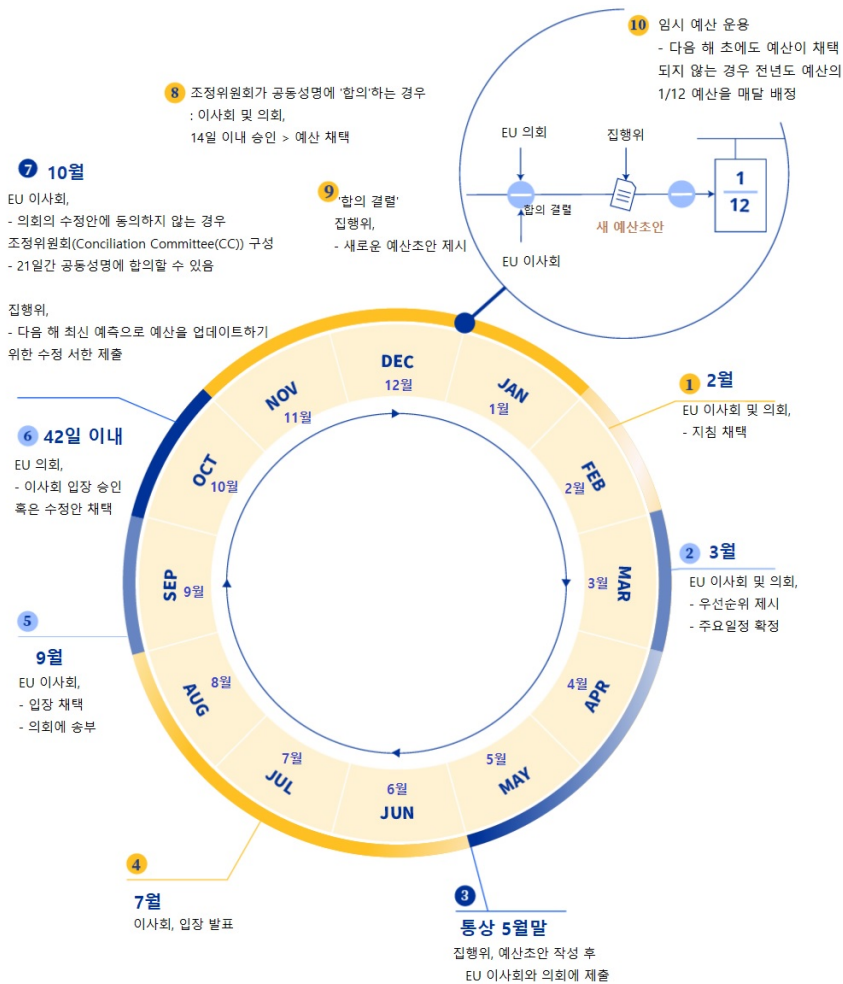 10 임시 예산 운용
- 다음 해 초에도 예산이 채택
되지 않는 경우 전년도 예산의
1/12 예산을 매달 배정
EU 의회
집행위
합의 결렬
새 예산초안
1
12
EU 이사회
8 조정위원회가 공동성명에 '합의'하는 경우
: 이사회 및 의회,
14일 이내 승인 > 예산 채택
9 '합의 결렬'
집행위,
- 새로운 예산초안 제시
7 10월
EU 이사회,
- 의회의 수정안에 동의하지 않는 경우
조정위원회(Conciliation Committee(CC)) 구성
- 21일간 공동성명에 합의할 수 있음
집행위,
- 다음 해 최신 예측으로 예산을 업데이트하기
위한 수정 서한 제출
6 42일 이내
EU 의회,
- 이사회 입장 승인
혹은 수정안 채택
5
9월
EU 이사회,
- 입장 채택
- 의회에 송부
4
7월
이사회, 입장 발표
3
통상 5월말
집행위, 예산초안 작성 후
EU 이사회와 의회에 제출
2 3월
EU 이사회 및 의회,
- 우선순위 제시
- 주요일정 확정
1 2월
EU 이사회 및 의회,
- 지침 채택
DEC
12월
JAN
1월
FEB
2월
MAR
3월
APR
4월
MAY
5월
JUN
6월
JUL
7월
AUG
8월
SEP
9월
OCT
10월
NOV
11월